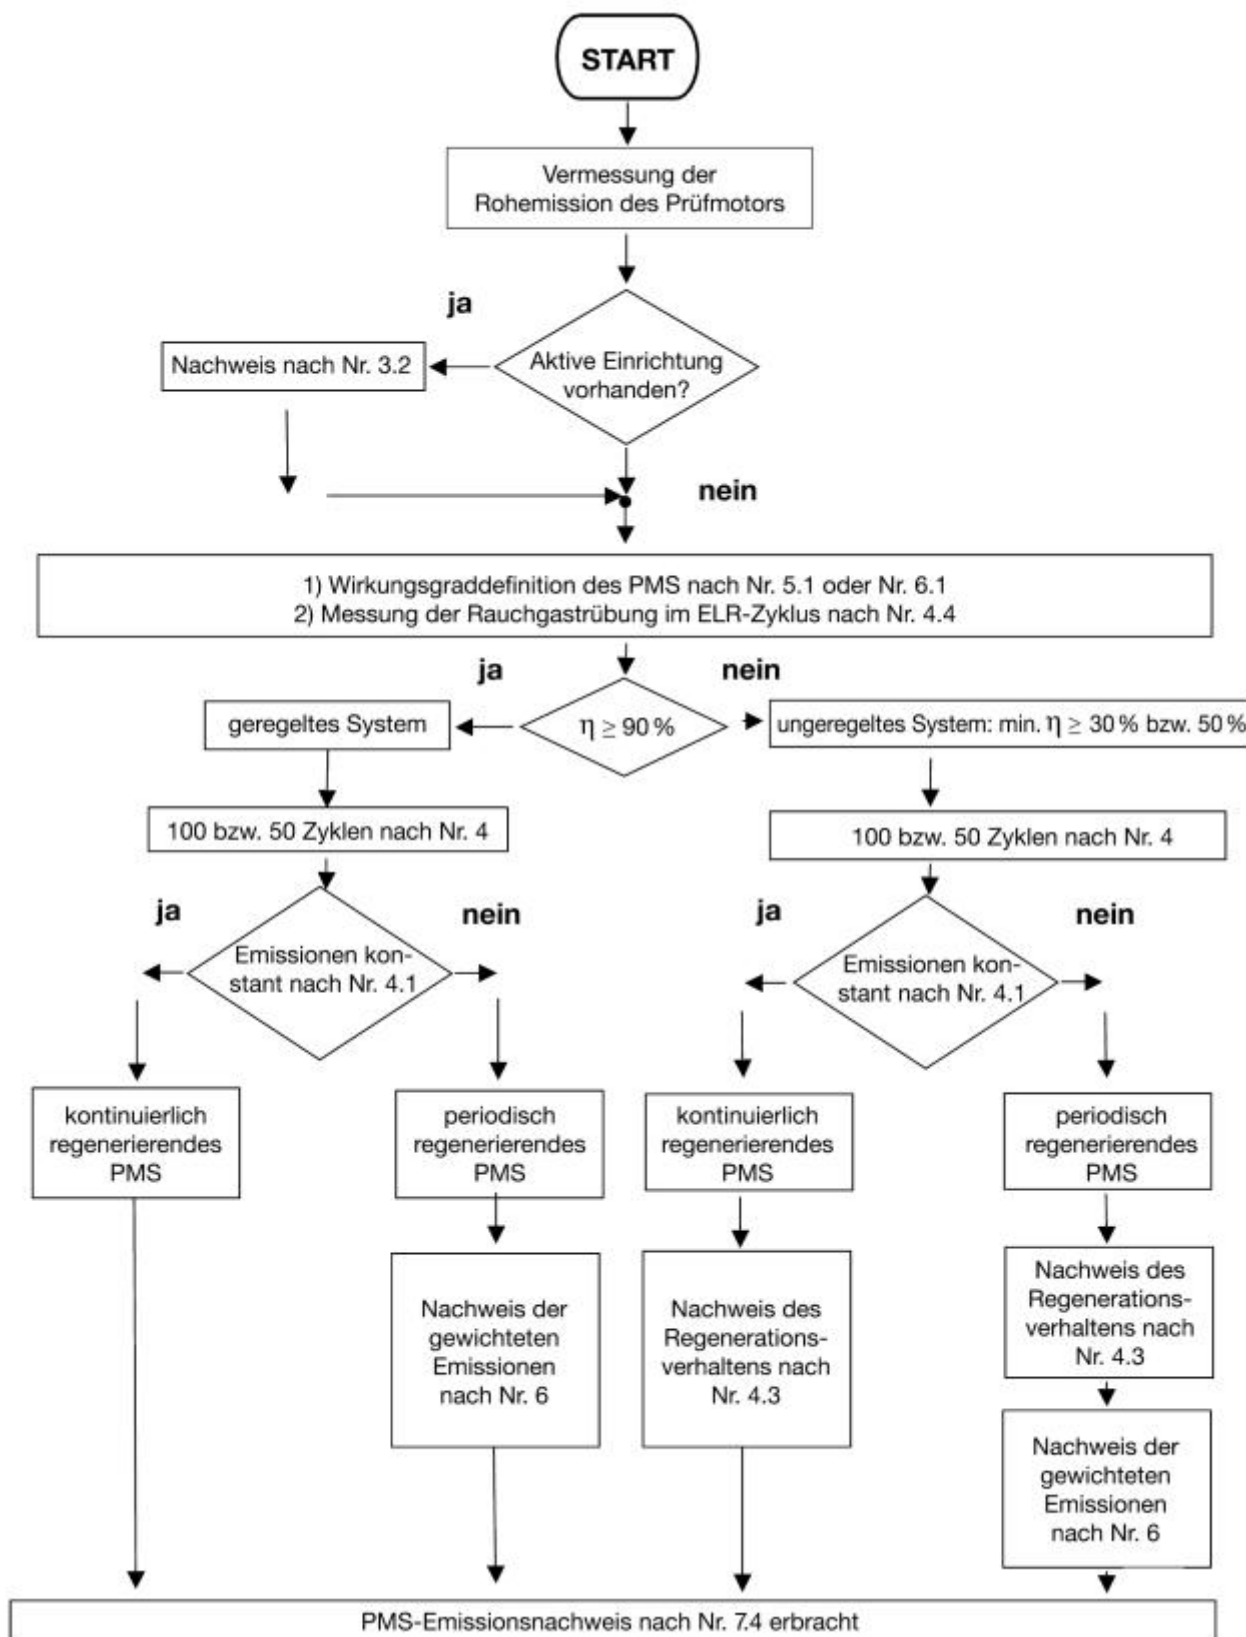 START
Vermessung der
Rohemission des Prüfmotors
ja
Aktive Einrichtung
vorhanden?
Nachweis nach Nr. 3.2
nein
1) Wirkungsgraddefinition des PMS nach Nr. 5.1 oder Nr. 6.1
2) Messung der Rauchgastrübung im ELR-Zyklus nach Nr. 4.4
ja
nein
geregeltes System
η ≥ 90 %
ungeregeltes System: min. η ≥ 30 % bzw. 50 %
100 bzw. 50 Zyklen nach Nr. 4
100 bzw. 50 Zyklen nach Nr. 4
ja
nein
Emissionen kon-
stant nach Nr. 4.1
ja
nein
Emissionen kon-
stant nach Nr. 4.1
kontinuierlich
regenerierendes
PMS
periodisch
regenerierendes
PMS
kontinuierlich
regenerierendes
PMS
periodisch
regenerierendes
PMS
Nachweis der
gewichteten
Emissionen
nach Nr. 6
Nachweis des
Regenerations-
verhaltens nach
Nr. 4.3
Nachweis des
Regenerations-
verhaltens nach
Nr. 4.3
Nachweis der
gewichteten
Emissionen
nach Nr. 6
PMS-Emissionsnachweis nach Nr. 7.4 erbracht